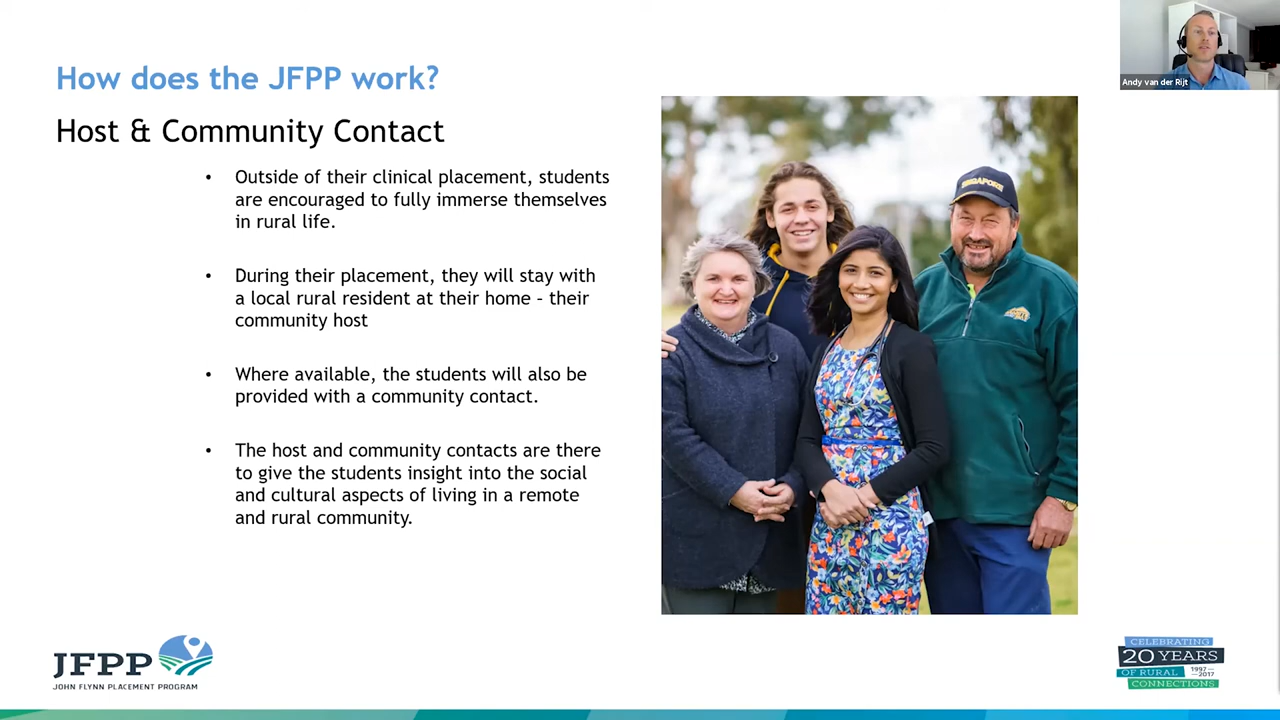 How does the JFPP work?
Host & Community Contact
• Outside of their clinical placement, students
are encouraged to fully immerse themselves
in rural life.
• During their placement, they will stay with
a local rural resident at their home – their
community host
• Where available, the students will also be
provided with a community contact.
• The host and community contacts are there
to give the students insight into the social
and cultural aspects of living in a remote
and rural community.
Andy van der Rijt
SINGAPORE
JFPP
JOHN FLYNN PLACEMENT PROGRAM
CELEBRATING
20 YEARS
OF RURAL 1997—
—2017
CONNECTIONS